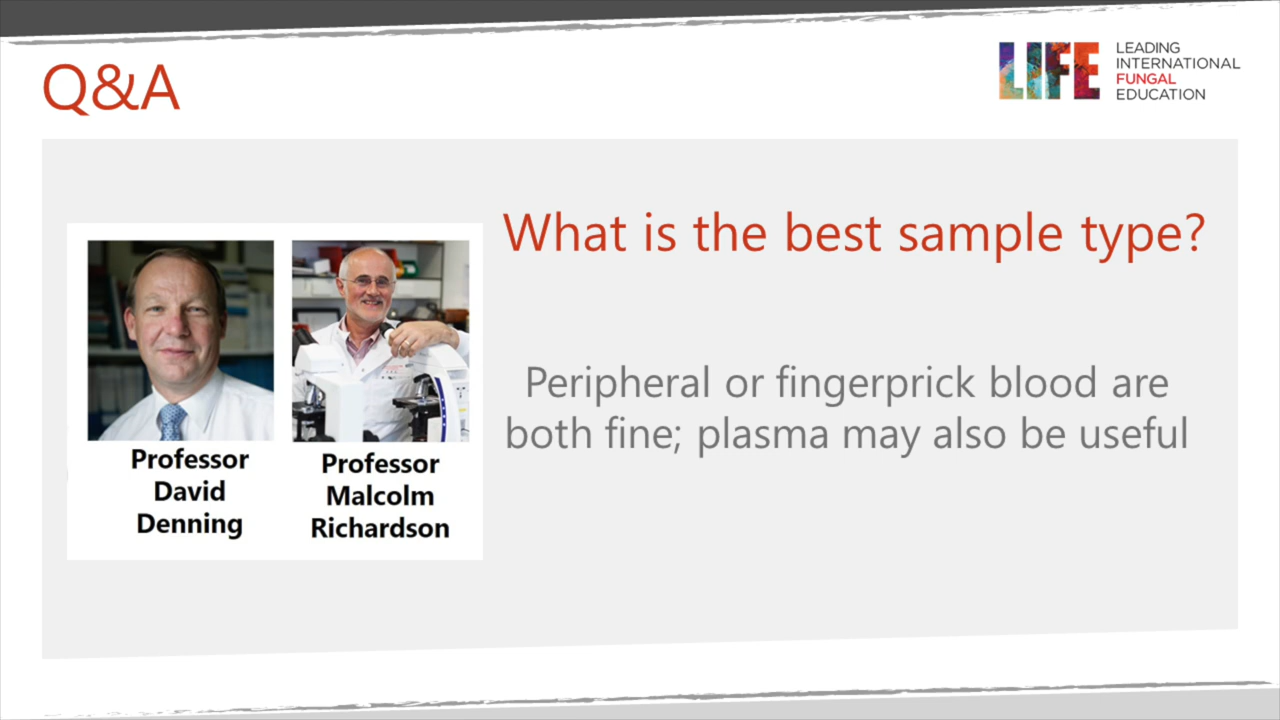 Q&A
LIFE
LEADING
INTERNATIONAL
FUNGAL
EDUCATION
What is the best sample type?
Peripheral or fingerprick blood are
both fine; plasma may also be useful
Professor
David
Denning
Professor
Malcolm
Richardson